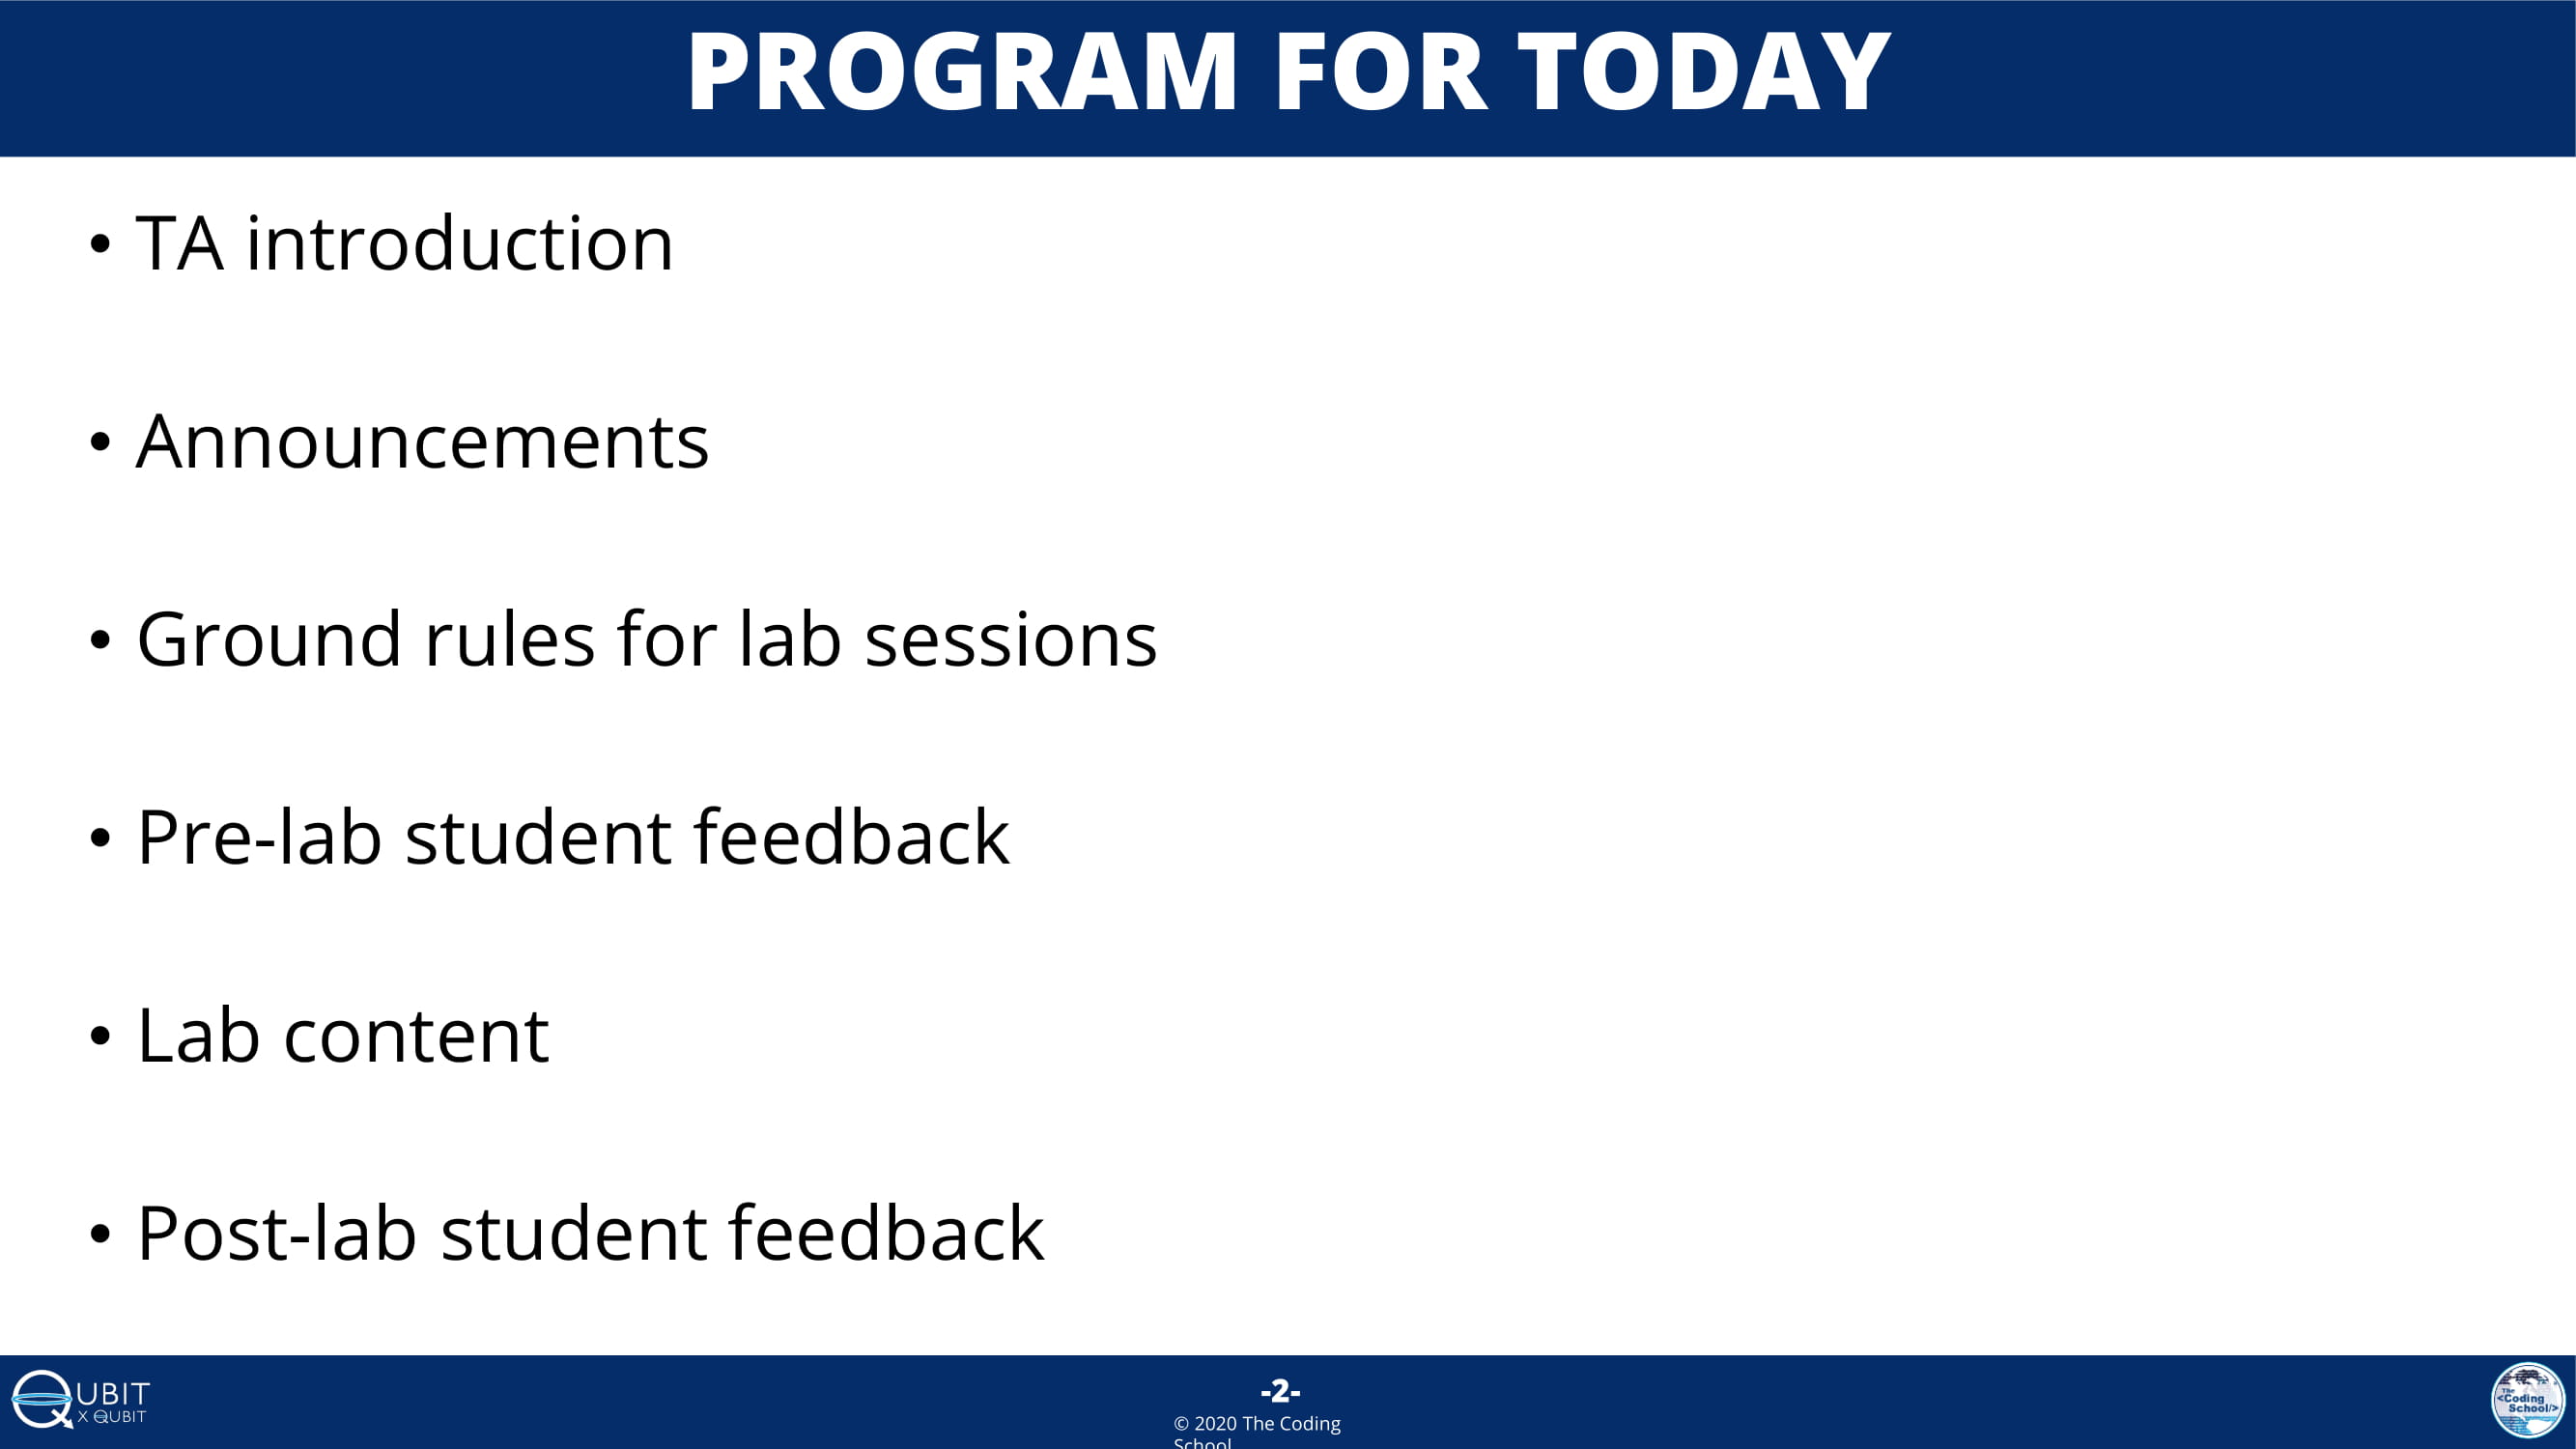 PROGRAM FOR TODAY
• TA introduction
• Announcements
• Ground rules for lab sessions
• Pre-lab student feedback
• Lab content
• Post-lab student feedback
QUBIT
X QUBIT
-2-
© 2020 The Coding
School
The
<Coding
School/>